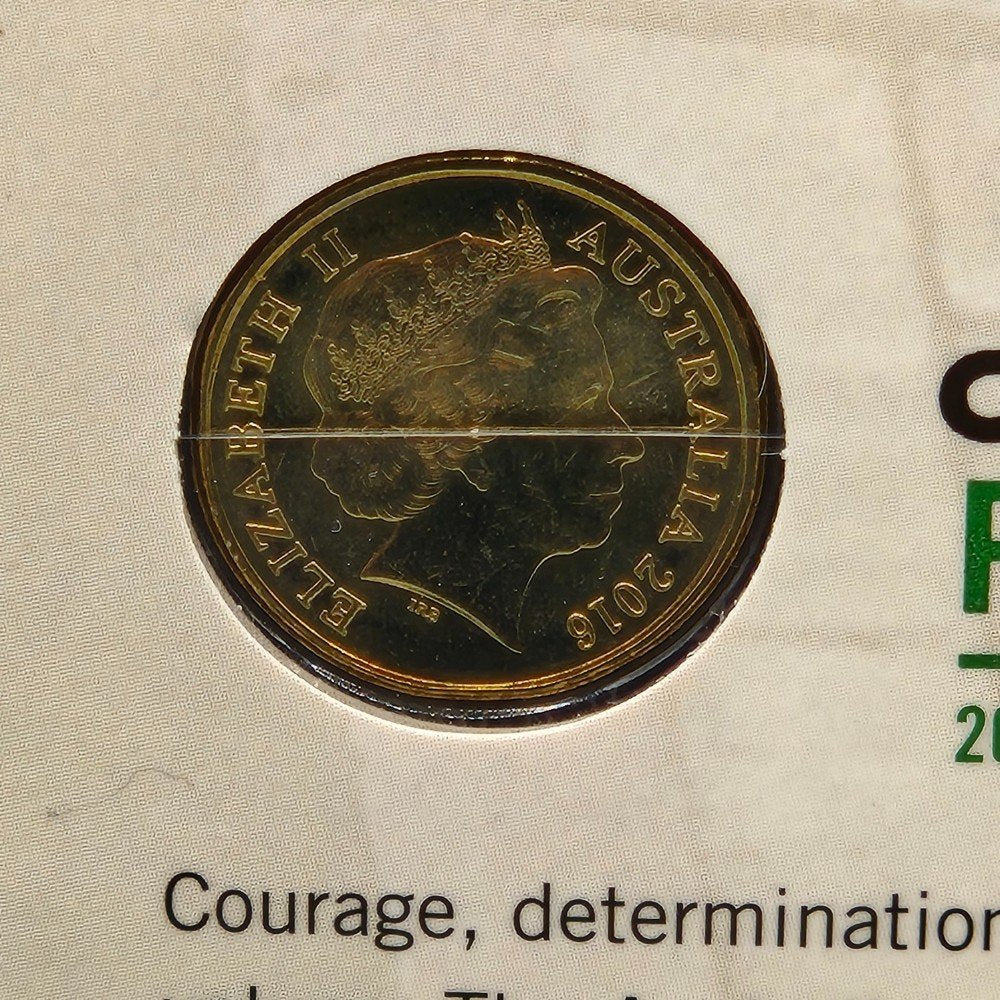 ELIZABETH II
AUSTRALIA 2016
IRB
Courage, determination